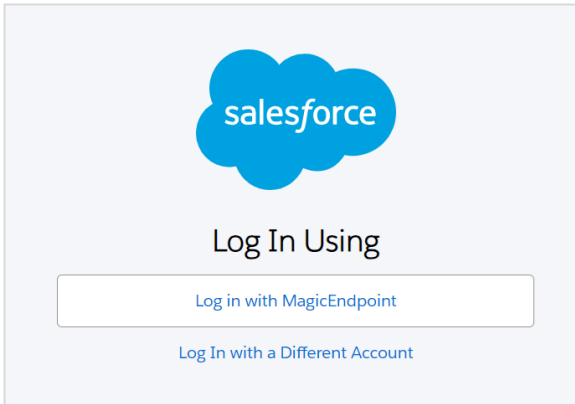 salesforce
Log In Using
Log in with MagicEndpoint
Log In with a Different Account